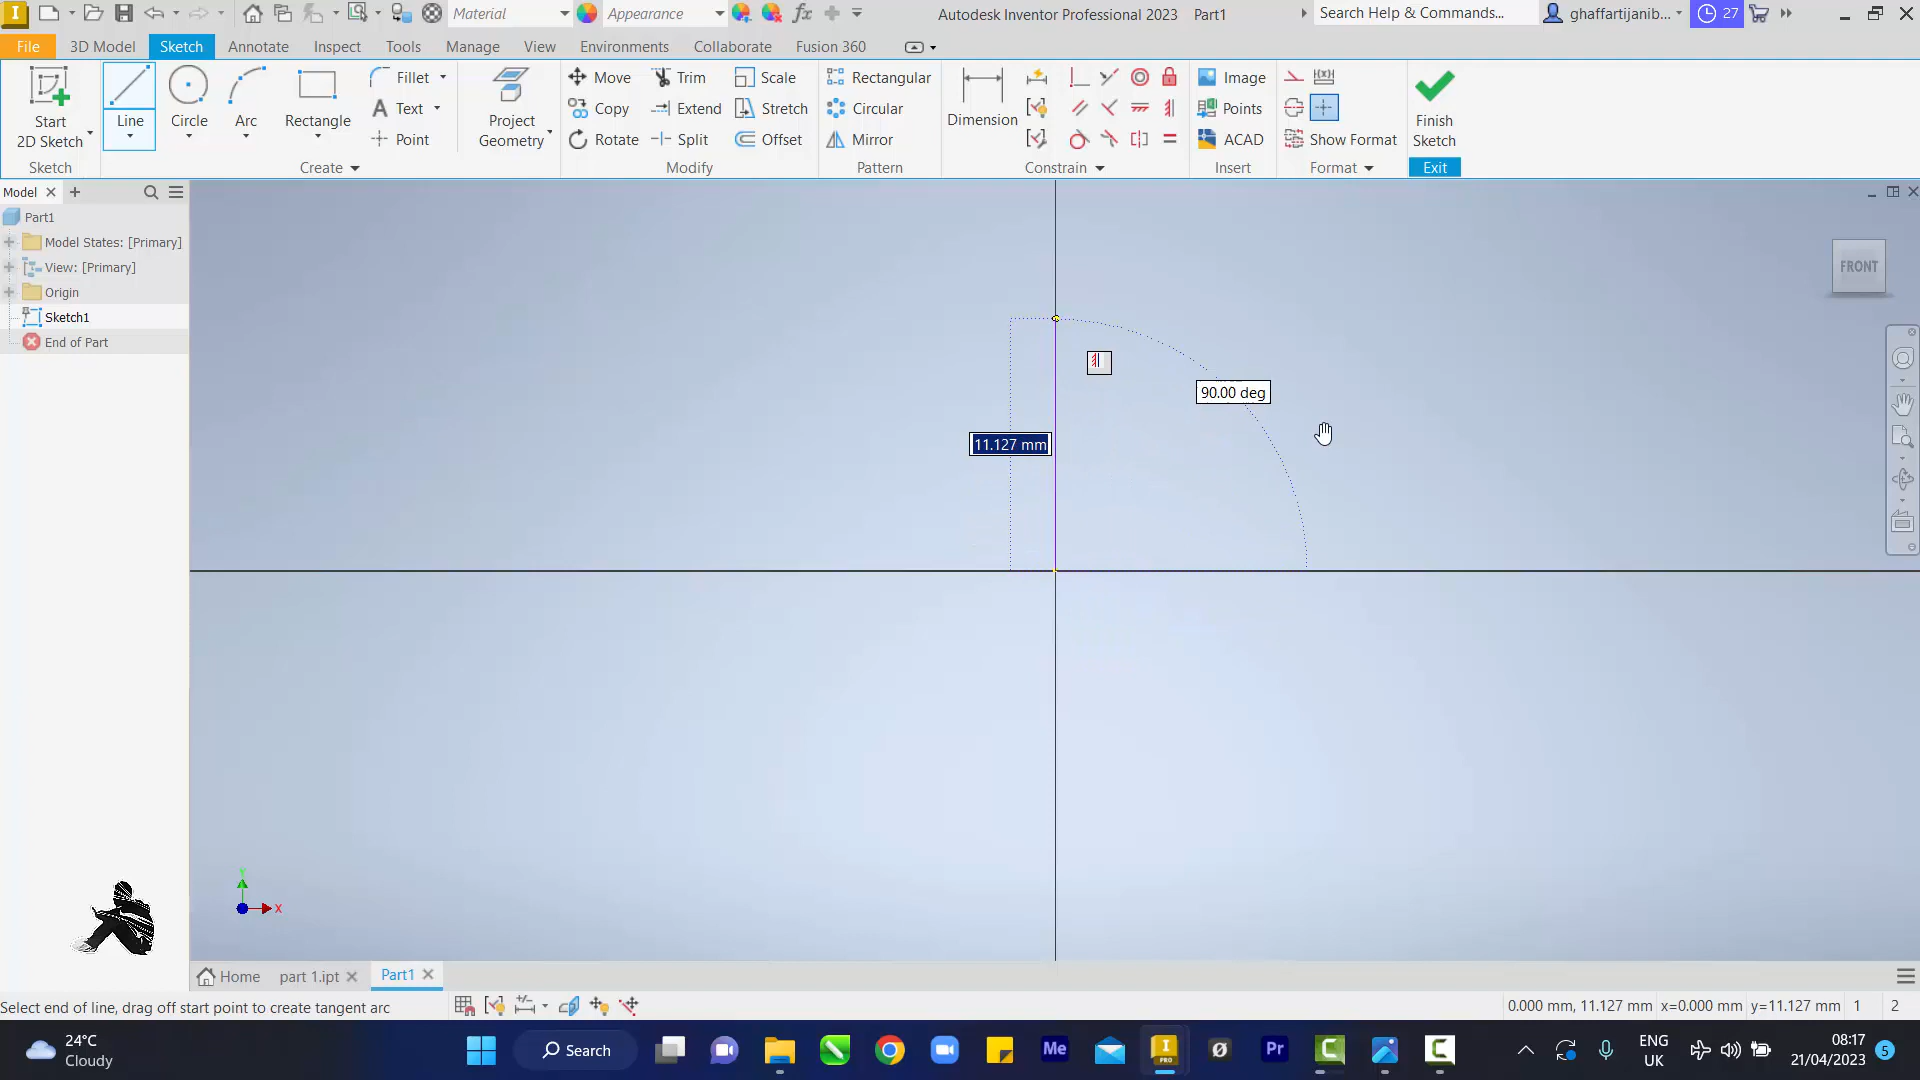 I Material Appearance fx Autodesk Inventor Professional 2023 Part1 Search Help & Commands... ghaffartijanib... 27
File 3D Model Sketch Annotate Inspect Tools Manage View Environments Collaborate Fusion 360
Start
2D Sketch
Line
Circle
Arc
Rectangle
Fillet
A Text
Point
Project
Geometry
Move Trim Scale
Copy Extend Stretch
Rotate Split Offset
Rectangular
Circular
Mirror
Dimension
Image
Points
ACAD
Show Format
Finish
Sketch
Sketch Create Modify Pattern Constrain Insert Format Exit
Model
Part1
Model States: [Primary]
View: [Primary]
Origin
Sketch1
End of Part
FRONT
90.00 deg
11.127 mm
Y
X
Home part 1.ipt Part1
Select end of line, drag off start point to create tangent arc 0.000 mm, 11.127 mm x=0.000 mm y=11.127 mm 1 2
24°C
Cloudy
Search
Me
I
PRO
Pr
ENG
UK
08:17
21/04/2023
5